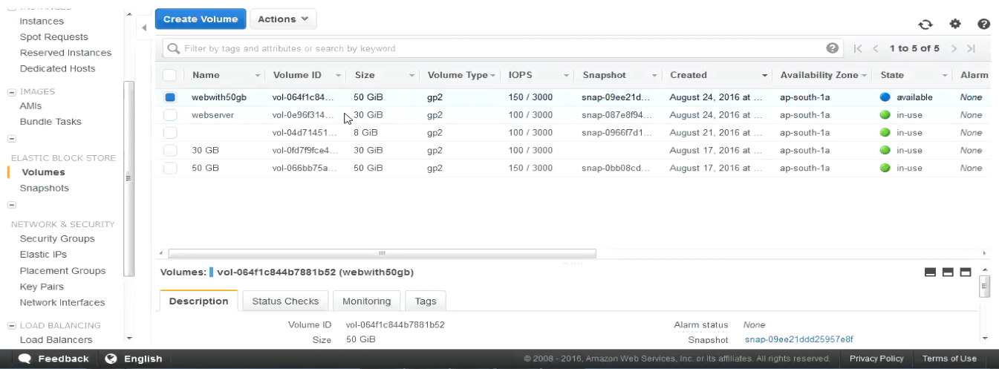 Instances
Spot Requests
Reserved Instances
Dedicated Hosts
IMAGES
AMIs
Bundle Tasks
ELASTIC BLOCK STORE
Volumes
Snapshots
NETWORK & SECURITY
Security Groups
Elastic IPs
Placement Groups
Key Pairs
Network Interfaces
LOAD BALANCING
Load Balancers
Create Volume Actions
Filter by tags and attributes or search by keyword 1 to 5 of 5
Name Volume ID Size Volume Type IOPS Snapshot Created Availability Zone State Alarm
webwith50gb vol-064f1c84... 50 GiB gp2 150 / 3000 snap-09ee21d... August 24, 2016 at ... ap-south-1a available None
webserver vol-0e96f314... 30 GiB gp2 100 / 3000 snap-087e8f94... August 24, 2016 at ... ap-south-1a in-use None
vol-04d71451... 8 GiB gp2 100 / 3000 snap-0966f7d1... August 21, 2016 at ... ap-south-1a in-use None
30 GB vol-0fd7f9fce4... 30 GiB gp2 100 / 3000 August 17, 2016 at ... ap-south-1a in-use None
50 GB vol-066bb75a... 50 GiB gp2 150 / 3000 snap-0bb08cd... August 17, 2016 at ... ap-south-1a in-use None
Volumes: vol-064f1c844b7881b52 (webwith50gb)
Description Status Checks Monitoring Tags
Volume ID vol-064f1c844b7881b52 Alarm status None
Size 50 GiB Snapshot snap-09ee21ddd25957e8f
Feedback English © 2008 - 2016, Amazon Web Services, Inc. or its affiliates. All rights reserved. Privacy Policy Terms of Use